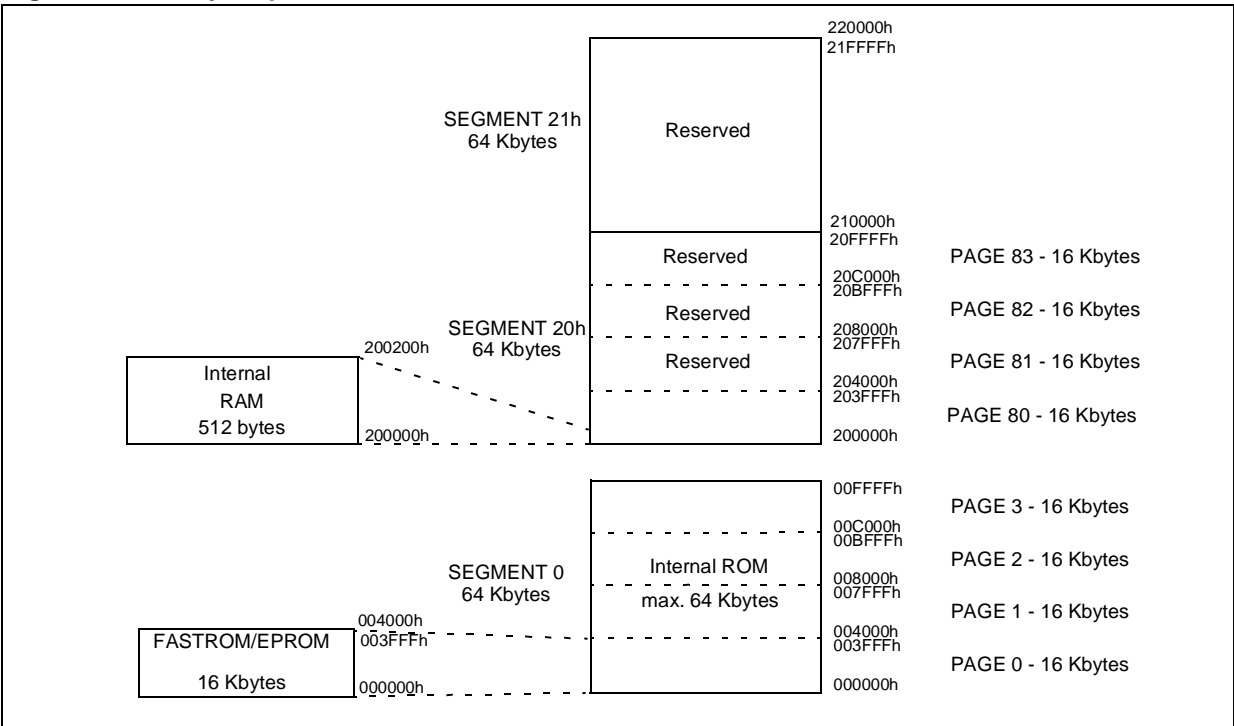 220000h
21FFFFh
SEGMENT 21h
64 Kbytes
Reserved
210000h
20FFFFh
Reserved
PAGE 83 - 16 Kbytes
20C000h
20BFFFh
Reserved
PAGE 82 - 16 Kbytes
SEGMENT 20h
64 Kbytes
208000h
207FFFh
200200h
Reserved
PAGE 81 - 16 Kbytes
Internal
RAM
512 bytes
204000h
203FFFh
PAGE 80 - 16 Kbytes
200000h
200000h
00FFFFh
PAGE 3 - 16 Kbytes
00C000h
00BFFFh
SEGMENT 0
64 Kbytes
Internal ROM
max. 64 Kbytes
PAGE 2 - 16 Kbytes
008000h
007FFFh
PAGE 1 - 16 Kbytes
004000h
003FFFh
004000h
003FFFh
FASTROM/EPROM
16 Kbytes
PAGE 0 - 16 Kbytes
000000h
000000h